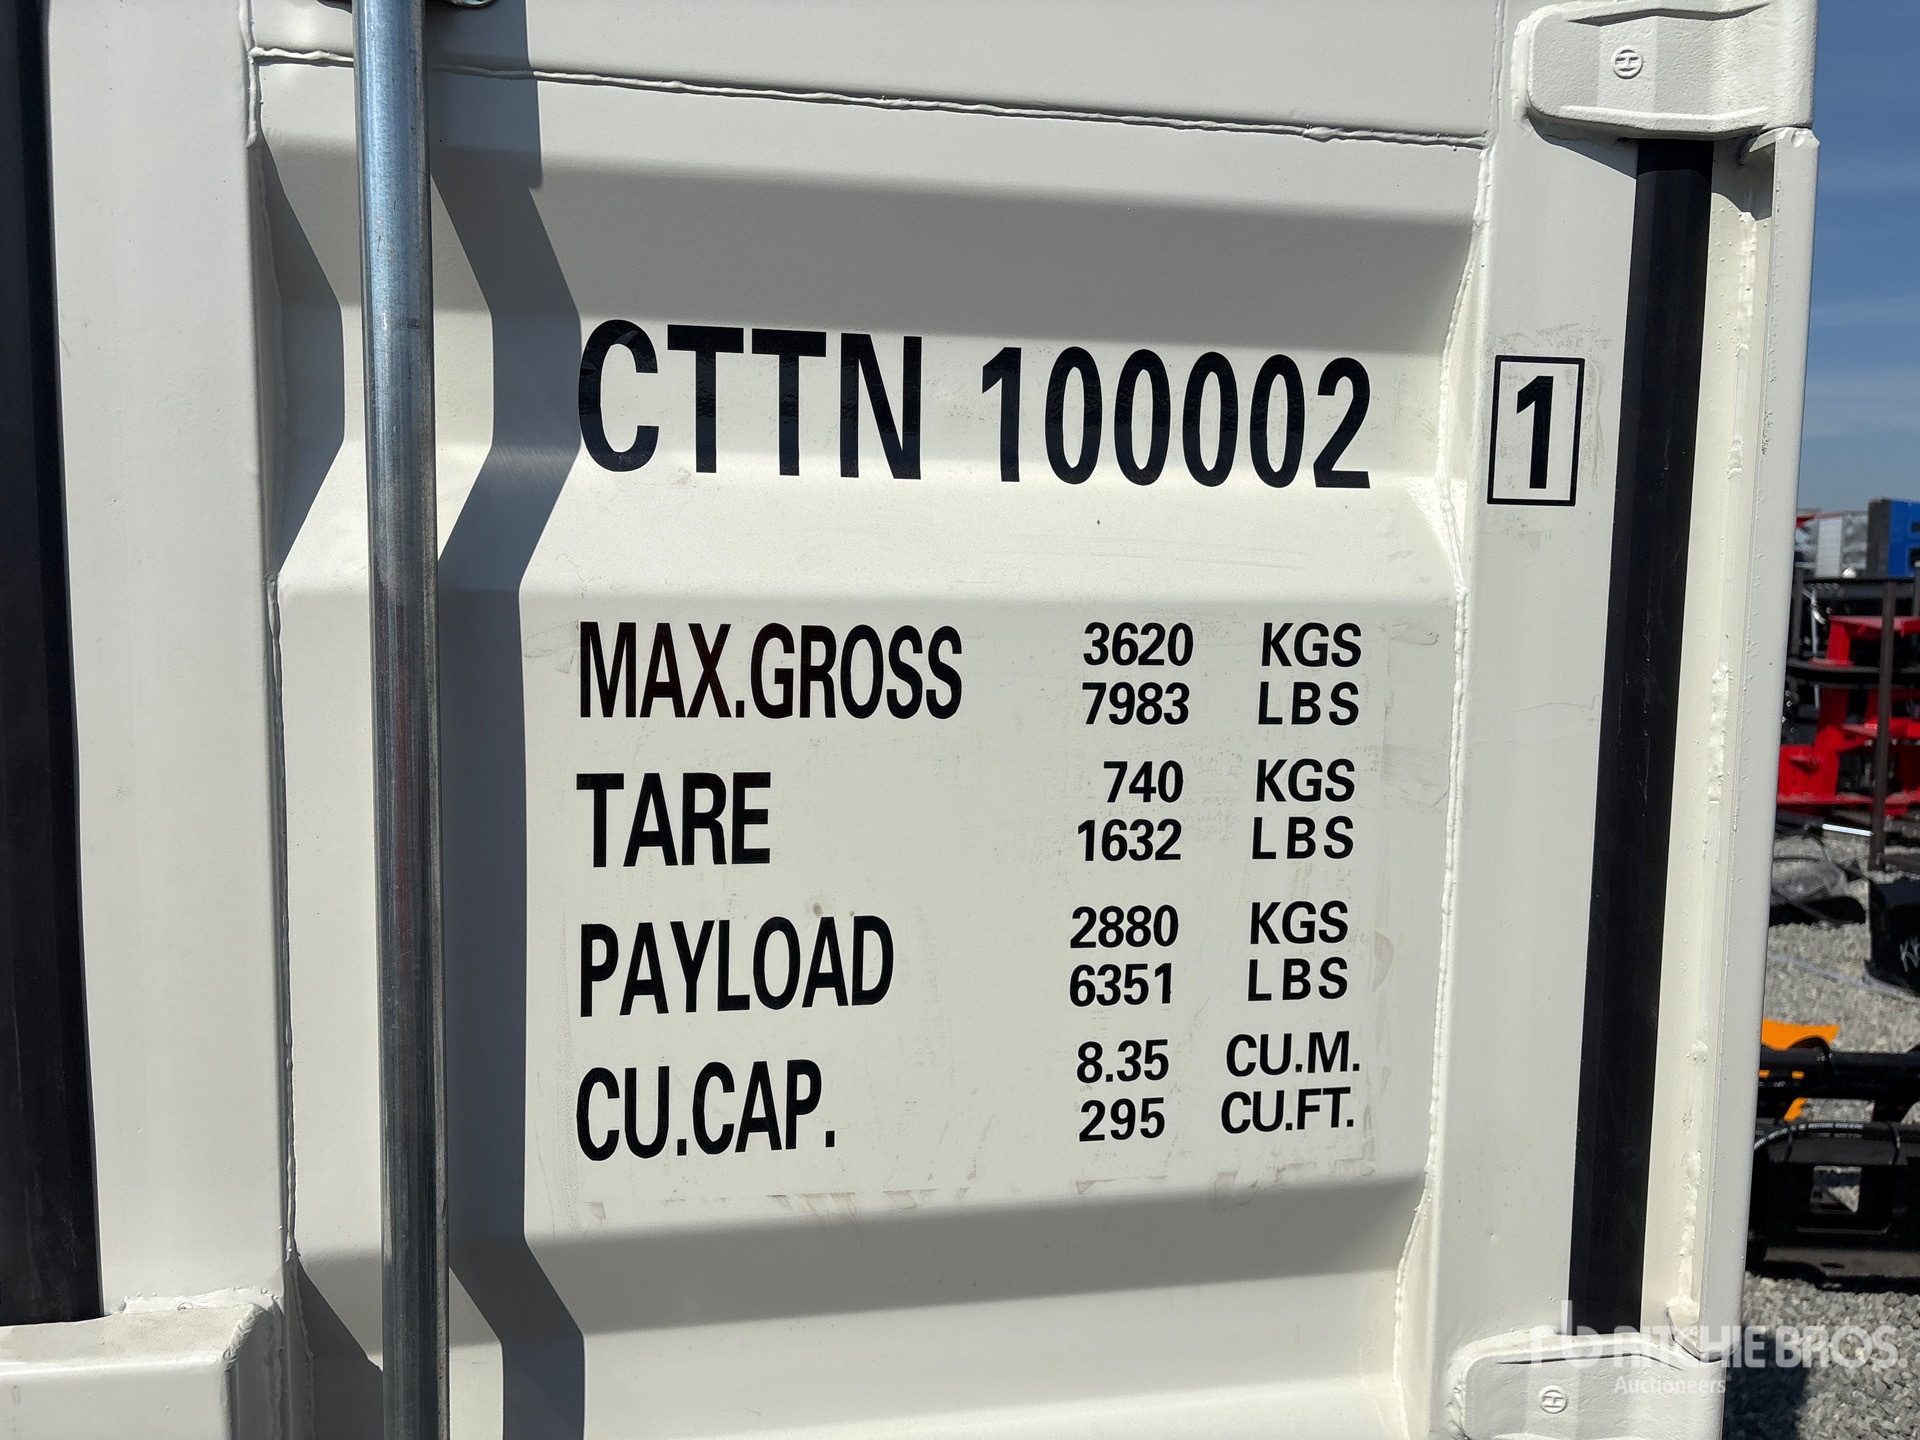 CTTN 100002 1
MAX.GROSS 3620 KGS
7983 LBS
TARE 740 KGS
1632 LBS
PAYLOAD 2880 KGS
6351 LBS
CU.CAP. 8.35 CU.M.
295 CU.FT.
rb RITCHIE BROS.
Auctioneers